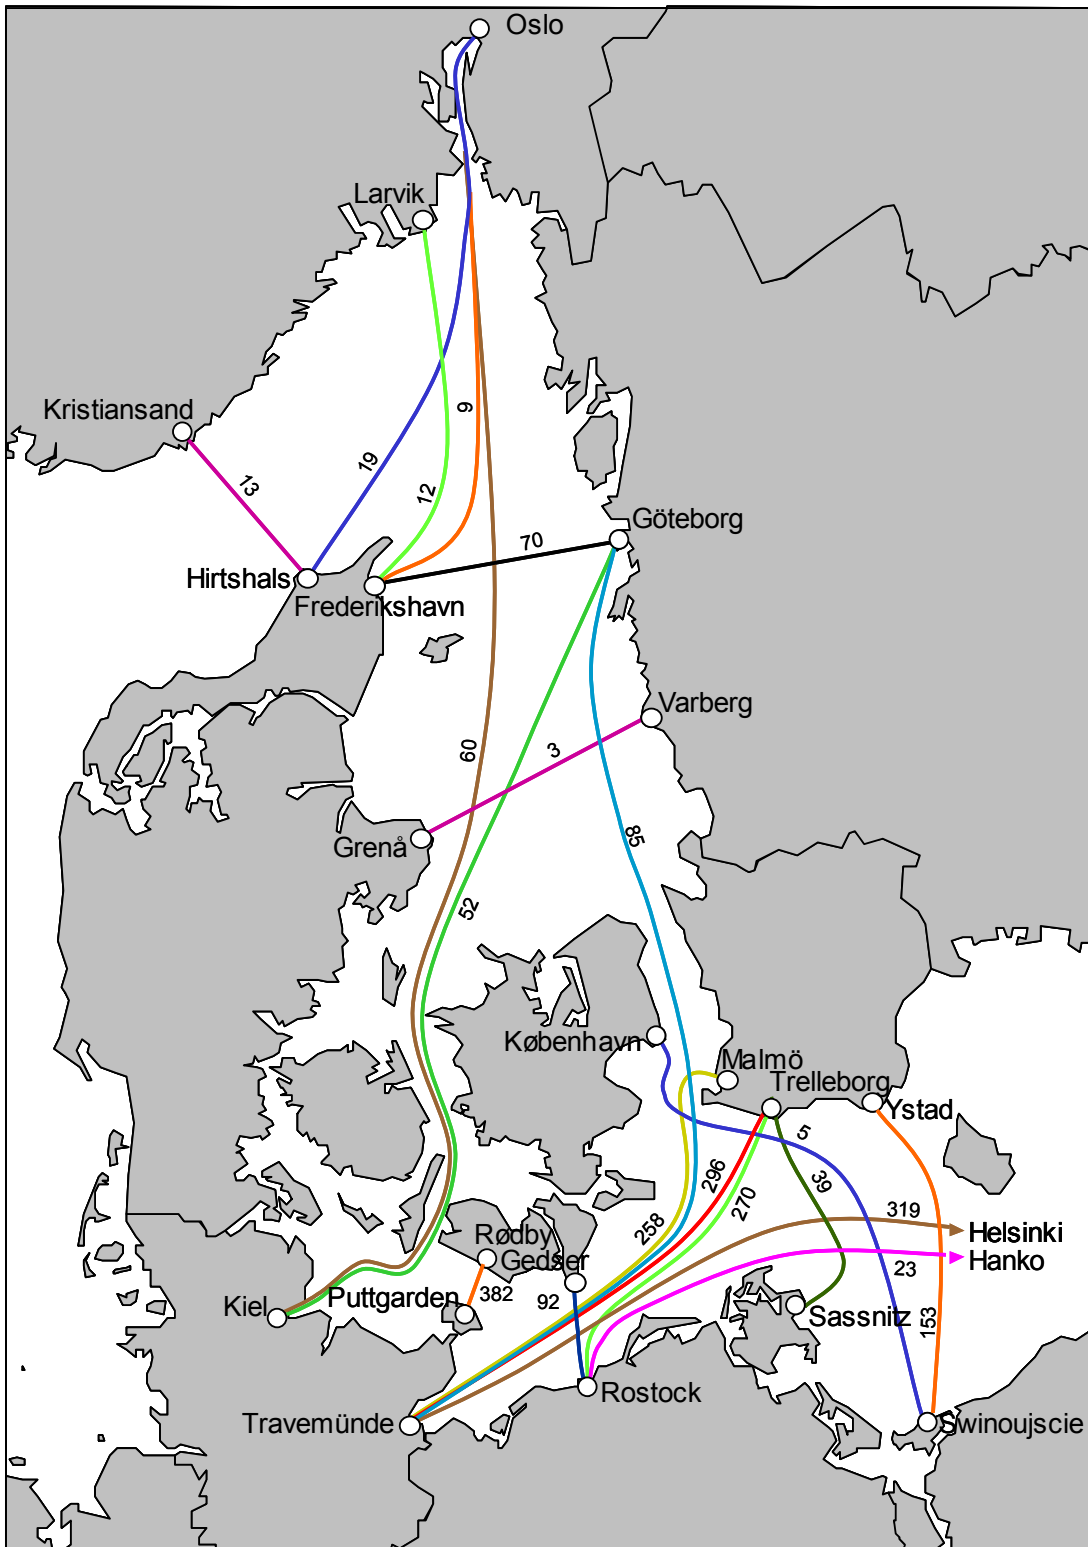 Oslo
Larvik
9
Kristiansand
19
13
12
Göteborg
70
Hirtshals
Frederikshavn
Varberg
60
3
85
Grenå
52
København
Malmö
Trelleborg
Ystad
5
296
39
270
319
258
Helsinki
Rødby
Gedser
Hanko
23
Puttgarden
382
92
Kiel
Sassnitz
153
Rostock
Travemünde
Swinoujscie